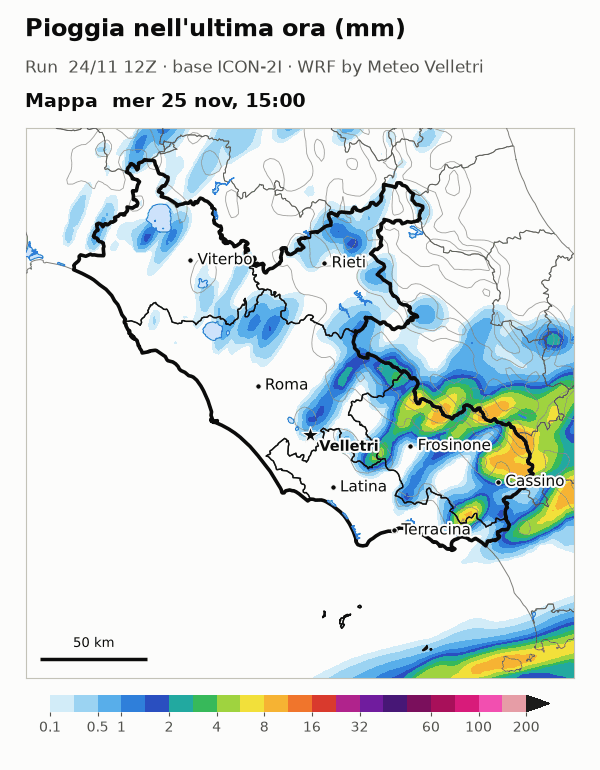 Pioggia nell'ultima ora (mm)
Run  24/11 12Z · base ICON-2I · WRF by Meteo Velletri
Mappa  mer 25 nov, 15:00
Viterbo
Rieti
Roma
Velletri
Frosinone
Cassino
Latina
Terracina
50 km
0.1 0.5 1 2 4 8 16 32 60 100 200